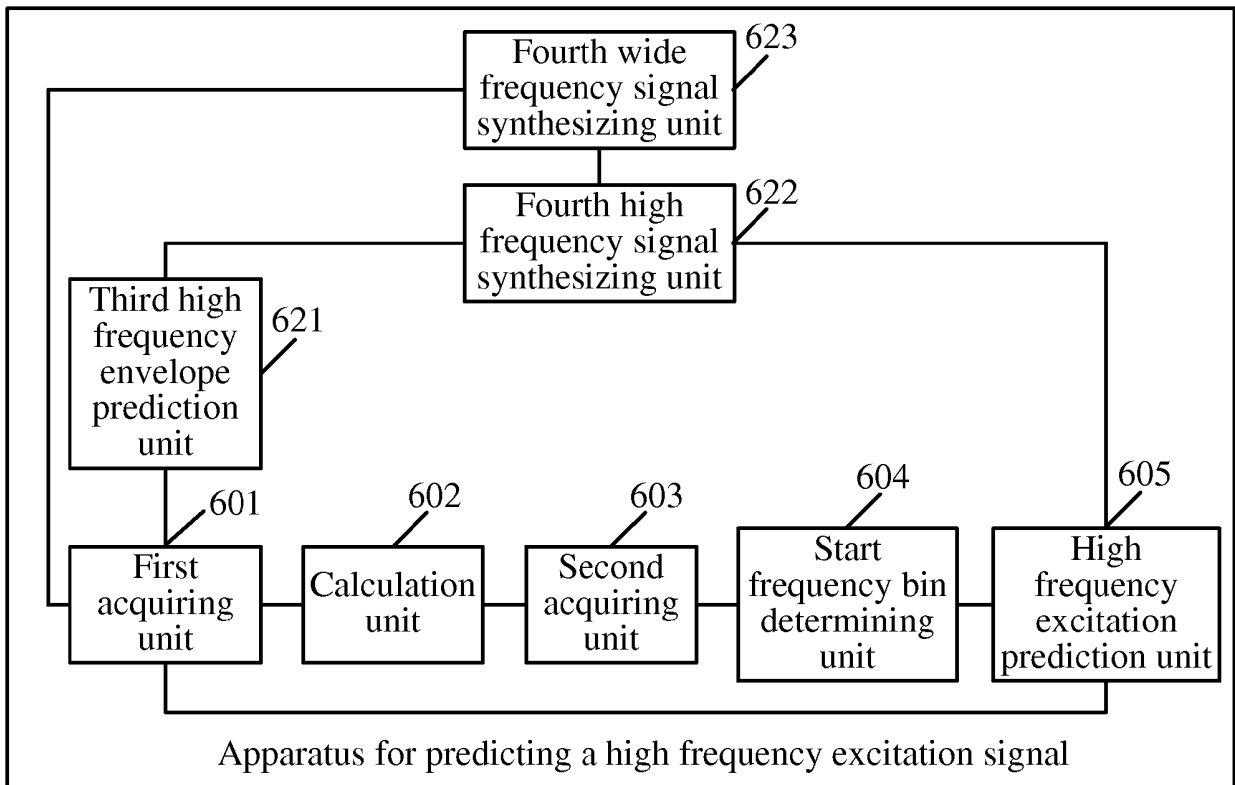 Fourth wide
frequency signal
synthesizing unit
623
Fourth high
frequency signal
synthesizing unit
622
Third high
frequency
envelope
prediction
unit
621
601
First
acquiring
unit
602
Calculation
unit
603
Second
acquiring
unit
604
Start
frequency bin
determining
unit
605
High
frequency
excitation
prediction unit
Apparatus for predicting a high frequency excitation signal